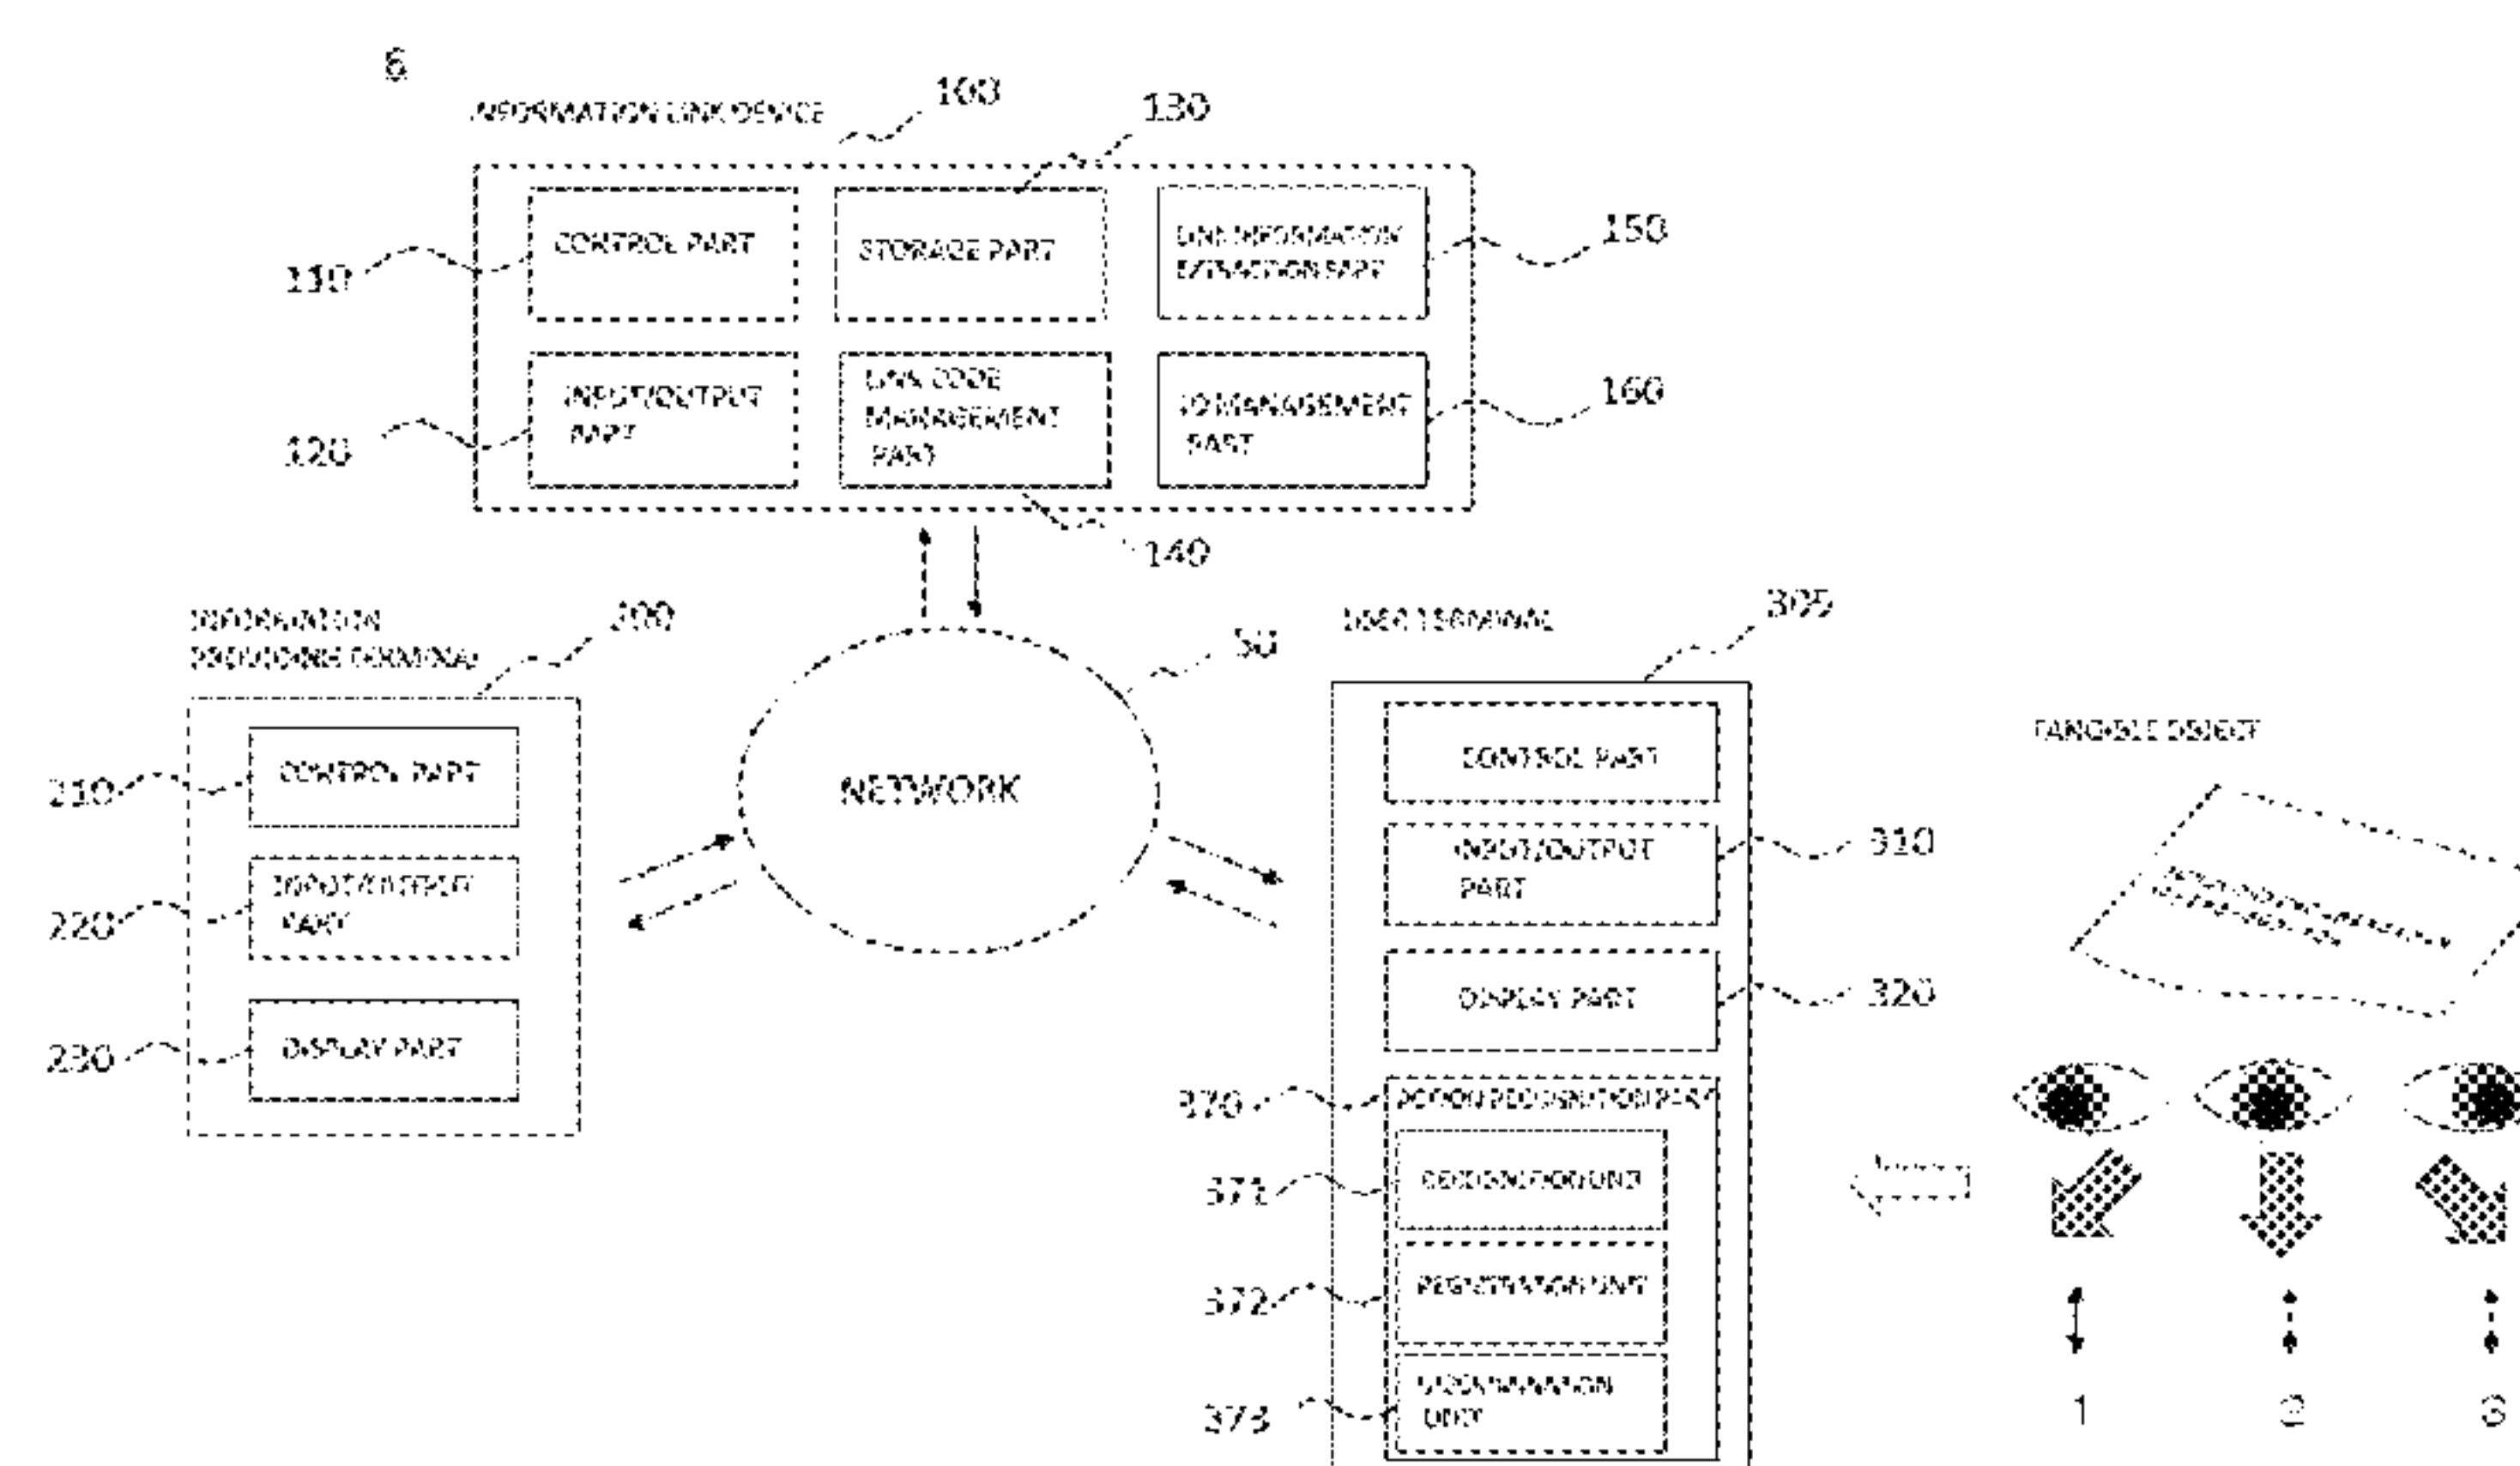 6
INFORMATION LINK DEVICE
100
130
CONTROL PART
STORAGE PART
LINK INFORMATION
EXTRACTION PART
150
110
INPUT/OUTPUT
PART
LINK CODE
MANAGEMENT
PART
ID MANAGEMENT
PART
160
120
140
INFORMATION
PROVIDING TERMINAL
200
50
USER TERMINAL
305
NETWORK
CONTROL PART
210
INPUT/OUTPUT
PART
220
DISPLAY PART
230
CONTROL PART
INPUT/OUTPUT
PART
310
DISPLAY PART
320
TANGIBLE OBJECT
370
RECOGNITION PART
371
RECOGNITION UNIT
372
REGISTRATION UNIT
373
UNIT
1
2
3